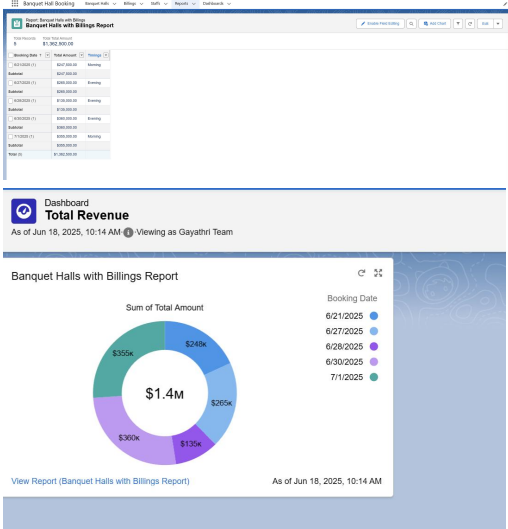 Banquet Hall Booking Banquet Halls Billings Staffs Reports Dashboards
Report: Banquet Halls with Billings
Banquet Halls with Billings Report
Enable Field Editing Add Chart Edit
Total Records Total Total Amount
5 $1,362,500.00
Booking Date Total Amount Timings
6/21/2025 (1) $247,500.00 Morning
Subtotal $247,500.00
6/27/2025 (1) $265,000.00 Evening
Subtotal $265,000.00
6/28/2025 (1) $135,000.00 Evening
Subtotal $135,000.00
6/30/2025 (1) $360,000.00 Evening
Subtotal $360,000.00
7/1/2025 (1) $355,000.00 Morning
Subtotal $355,000.00
Total (5) $1,362,500.00
Dashboard
Total Revenue
As of Jun 18, 2025, 10:14 AM·Viewing as Gayathri Team
Banquet Halls with Billings Report
Sum of Total Amount
Booking Date
6/21/2025
6/27/2025
6/28/2025
6/30/2025
7/1/2025
$248K
$355K
$1.4M
$265K
$360K
$135K
View Report (Banquet Halls with Billings Report) As of Jun 18, 2025, 10:14 AM